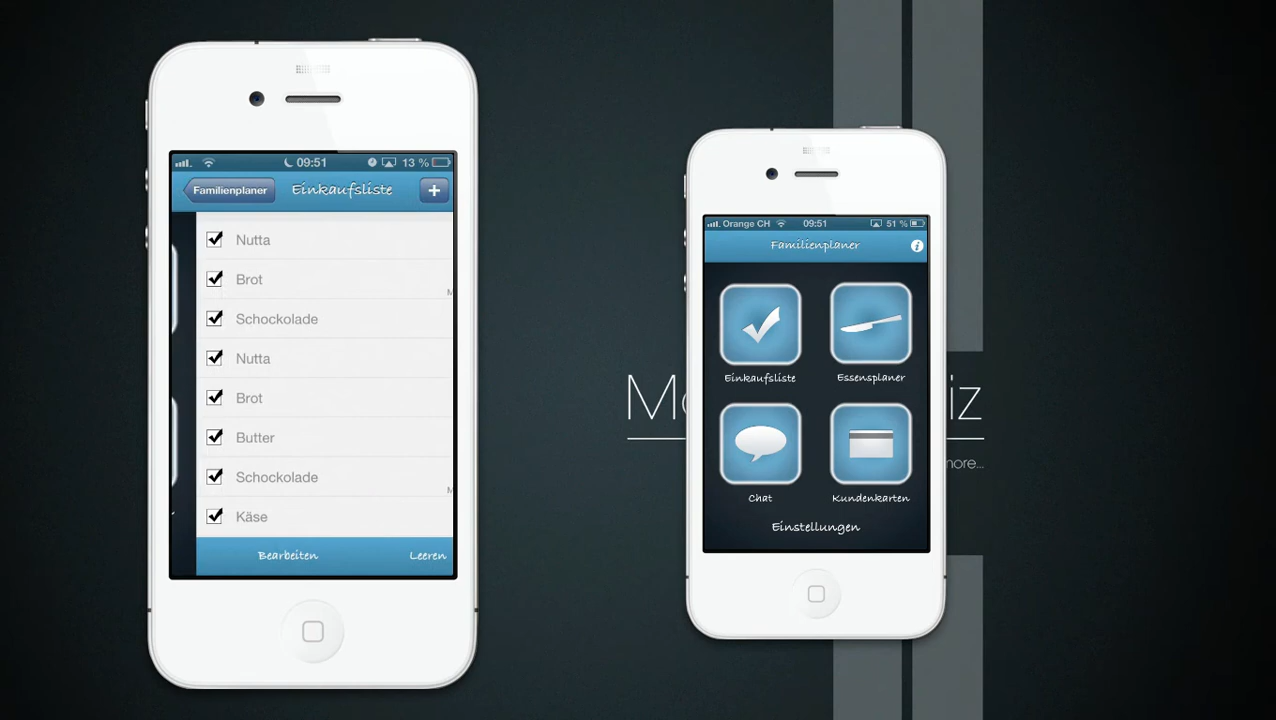 09:51
13 %
Familienplaner
Einkaufsliste
Nutta
Brot
Schockolade
Nutta
Brot
Butter
Schockolade
Käse
Bearbeiten
Leeren
Orange CH
09:51
51 %
Familienplaner
Einkaufsliste
Essensplaner
Chat
Kundenkarten
Einstellungen
iz
more...